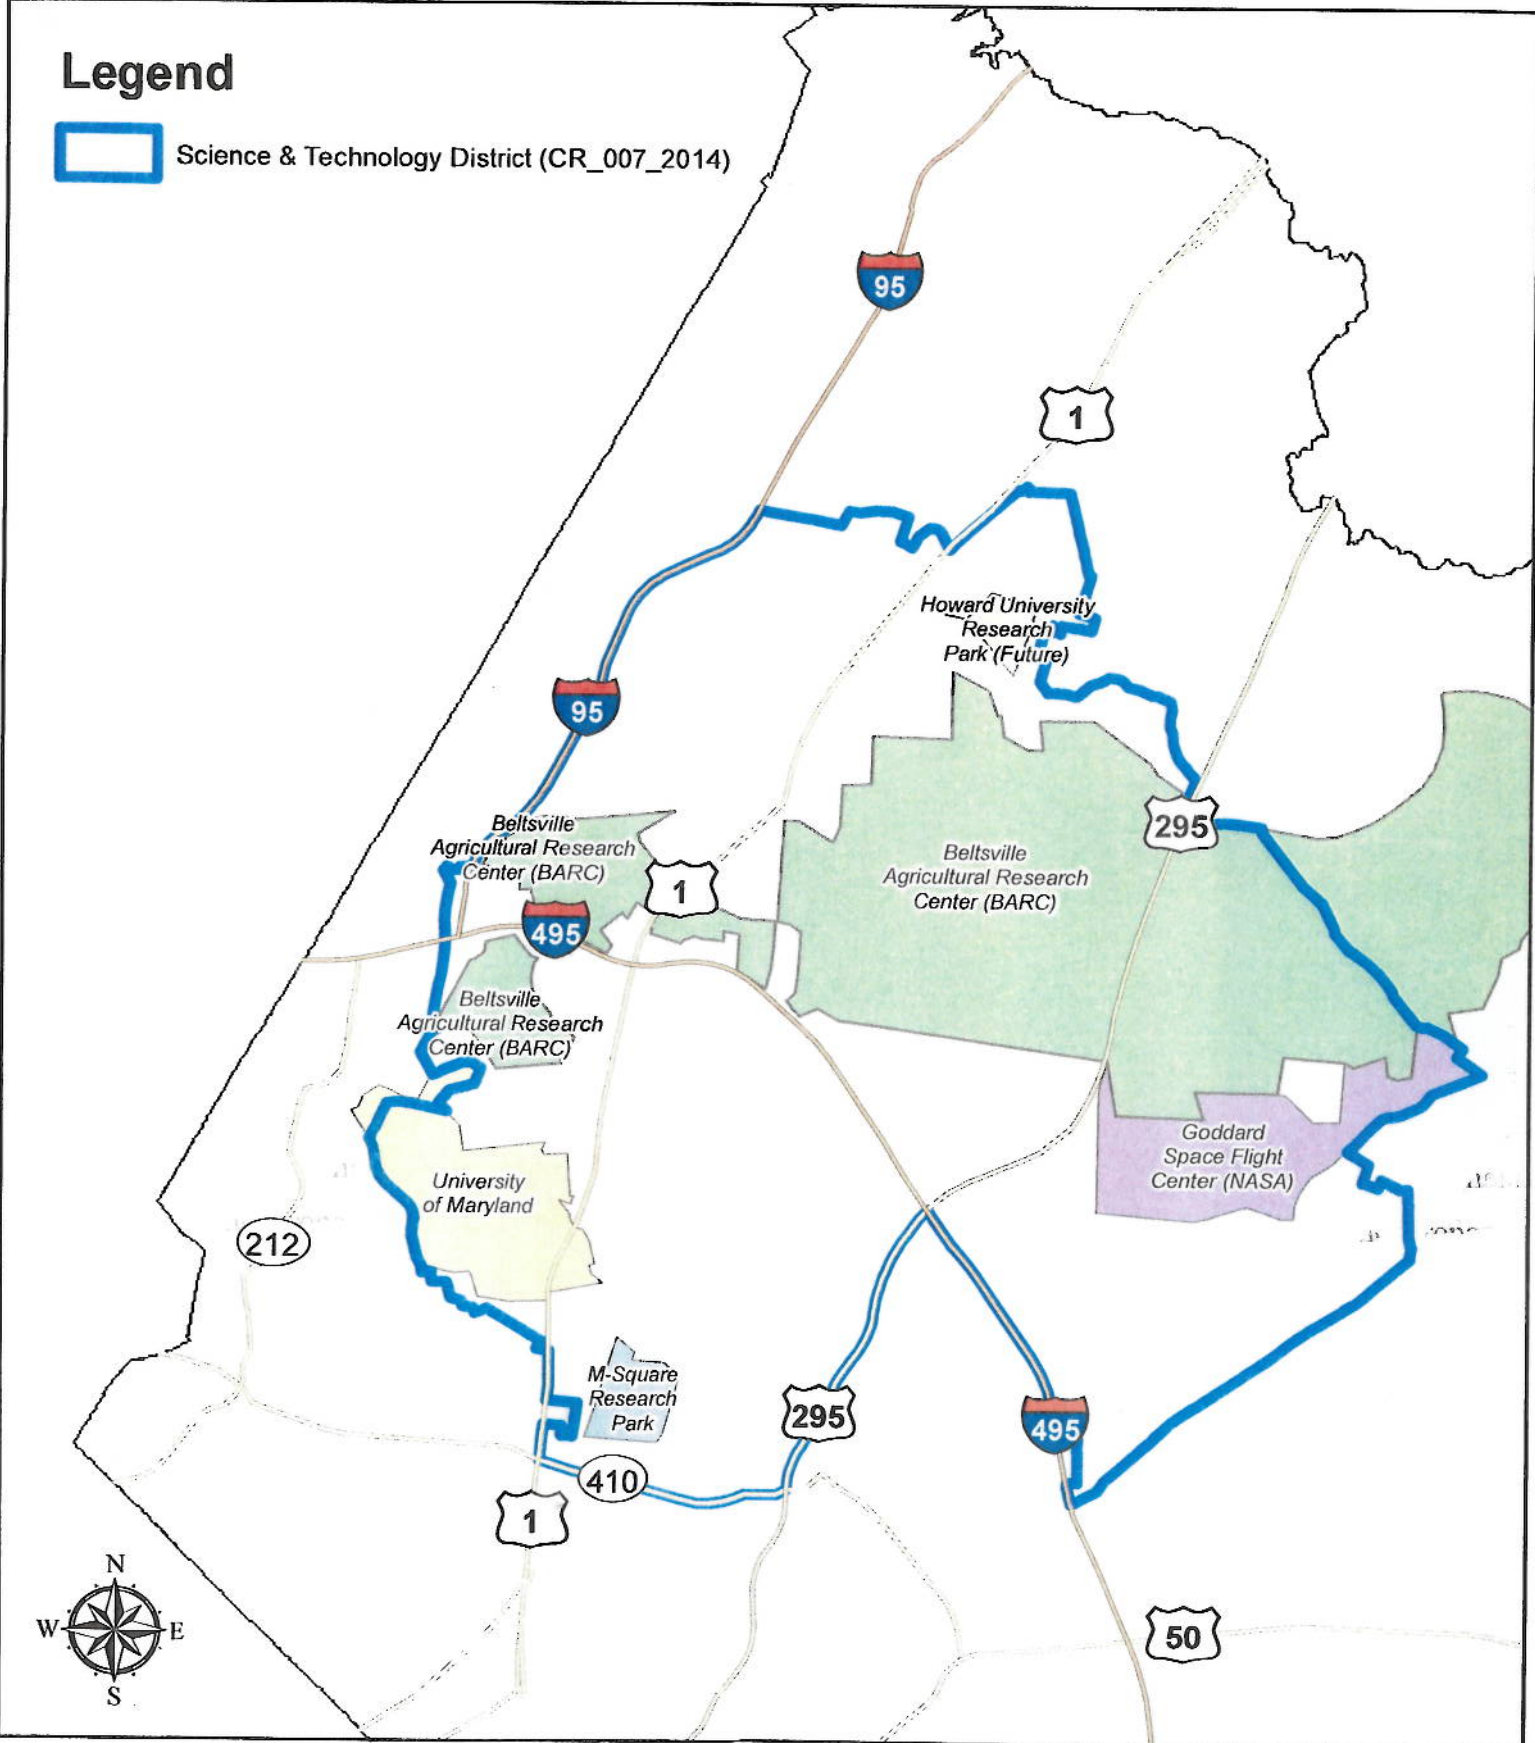 Legend
Science & Technology District (CR_007_2014)
95
1
Howard University
Research
Park (Future)
95
295
Beltsville
Agricultural Research
Center (BARC)
1
Beltsville
Agricultural Research
Center (BARC)
495
Beltsville
Agricultural Research
Center (BARC)
Goddard
Space Flight
Center (NASA)
University
of Maryland
212
M-Square
Research
Park
295
495
410
1
N
W
E
S
50